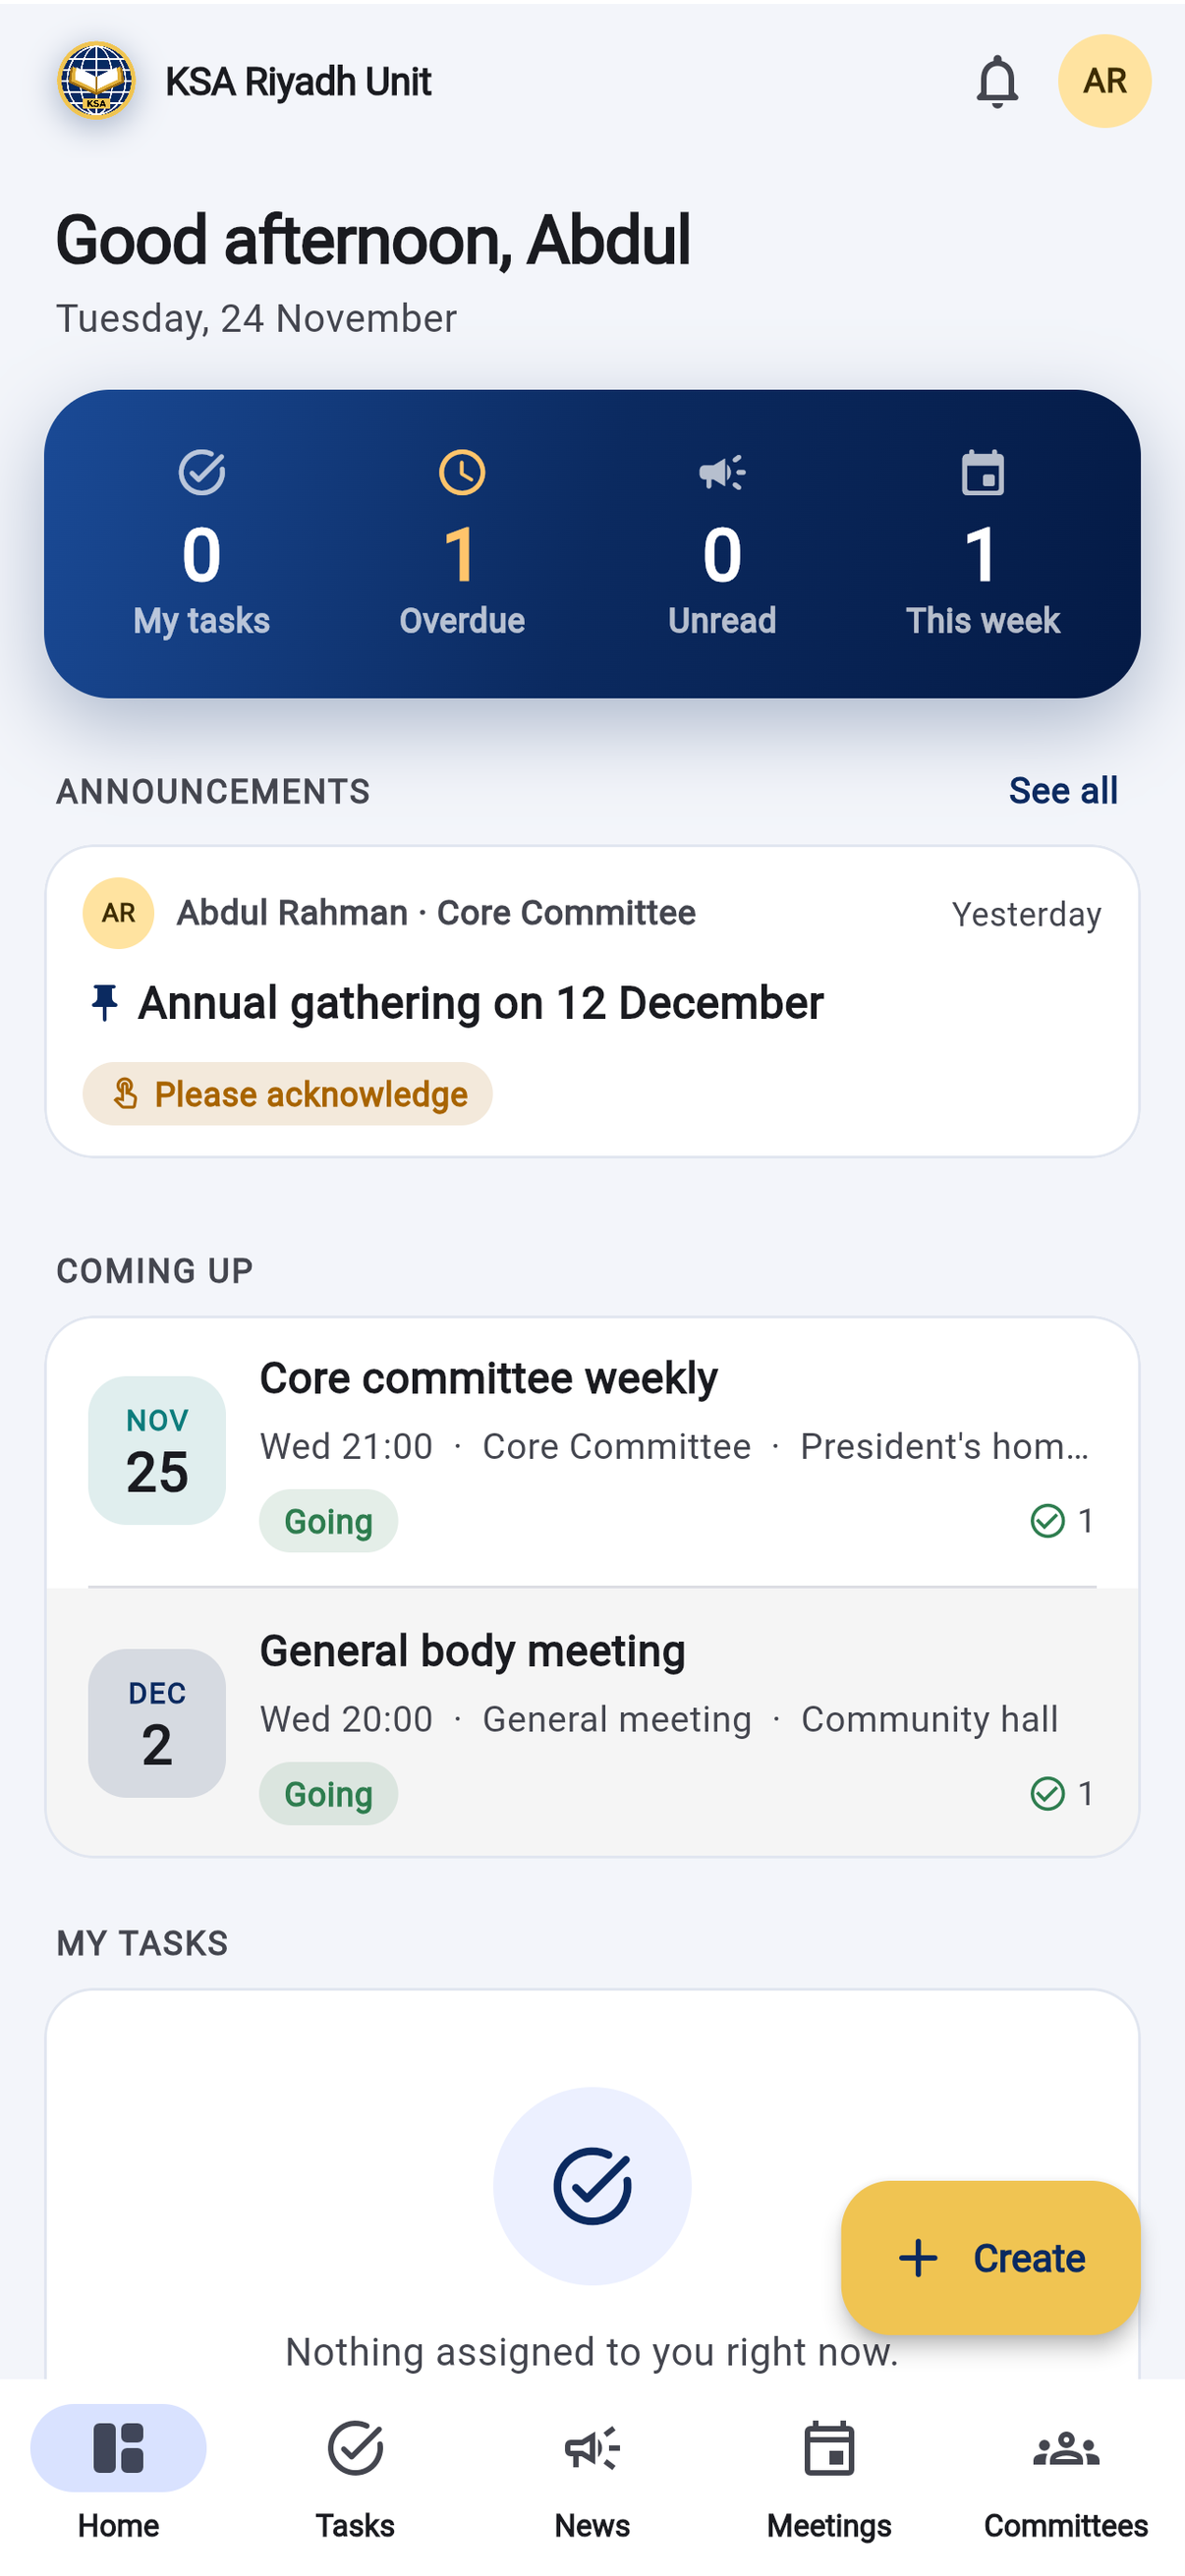 KSA
KSA Riyadh Unit
AR
Good afternoon, Abdul
Tuesday, 24 November
0
My tasks
1
Overdue
0
Unread
1
This week
ANNOUNCEMENTS
See all
AR
Abdul Rahman · Core Committee
Yesterday
Annual gathering on 12 December
Please acknowledge
COMING UP
NOV
25
Core committee weekly
Wed 21:00 · Core Committee · President's hom...
Going
1
DEC
2
General body meeting
Wed 20:00 · General meeting · Community hall
Going
1
MY TASKS
Nothing assigned to you right now.
Create
Home
Tasks
News
Meetings
Committees